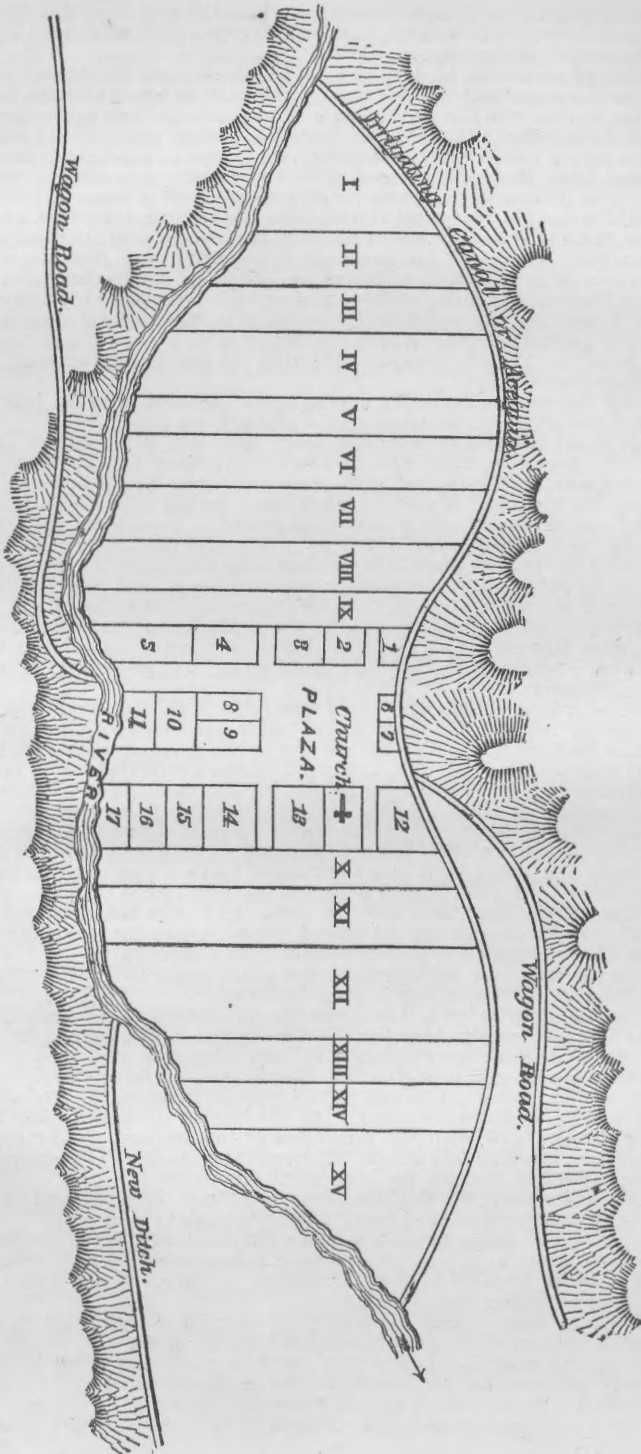 Irrigating Canal or Acequia.
Wagon Road.
I
II
III
IV
V
VI
VII
VIII
IX
5
4
3
2
1
11
10
8
9
6
7
PLAZA.
Church
RIVER
17
16
15
14
13
12
X
XI
XII
XIII
XIV
XV
Wagon Road.
New Ditch.